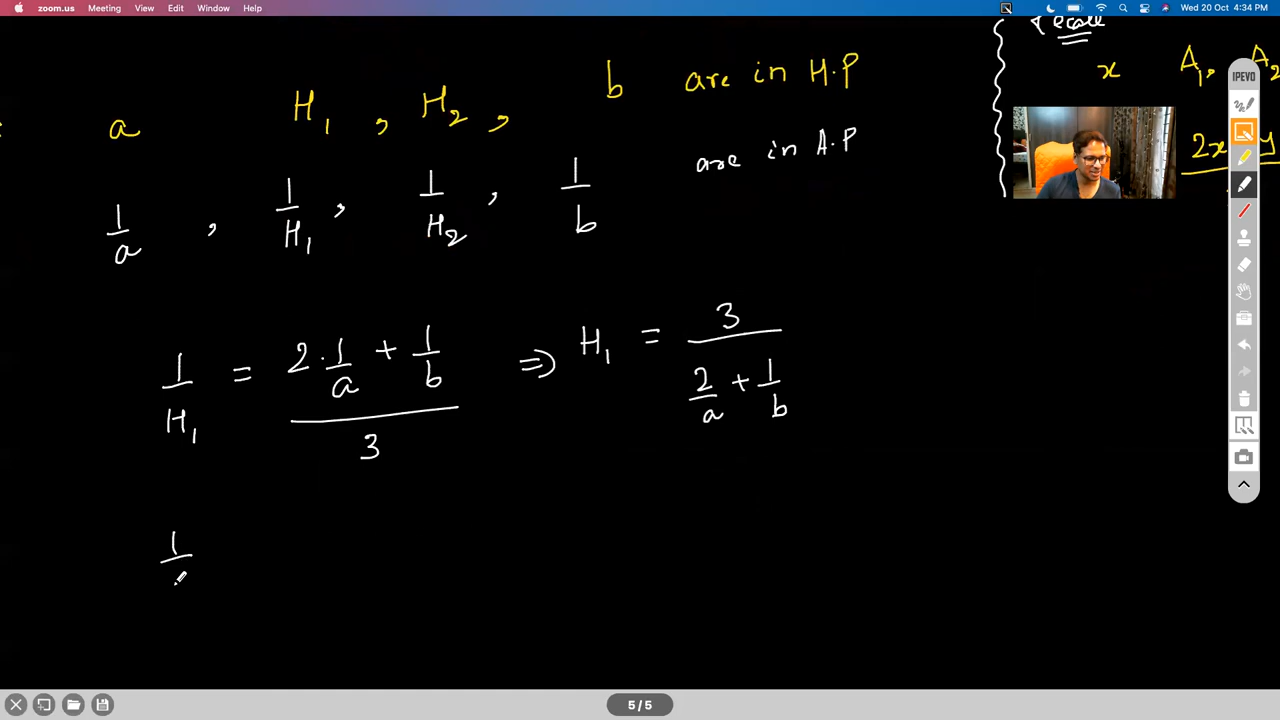 zoom.us Meeting View Edit Window Help Wed 20 Oct 4:34 PM
Recall
x A₁, A₂
IPEVO
a H₁, H₂, b are in H.P
1/a, 1/H₁, 1/H₂, 1/b are in A.P
1/H₁ = (2·1/a + 1/b)/3 ⇒ H₁ = 3/(2/a + 1/b)
1
5/5